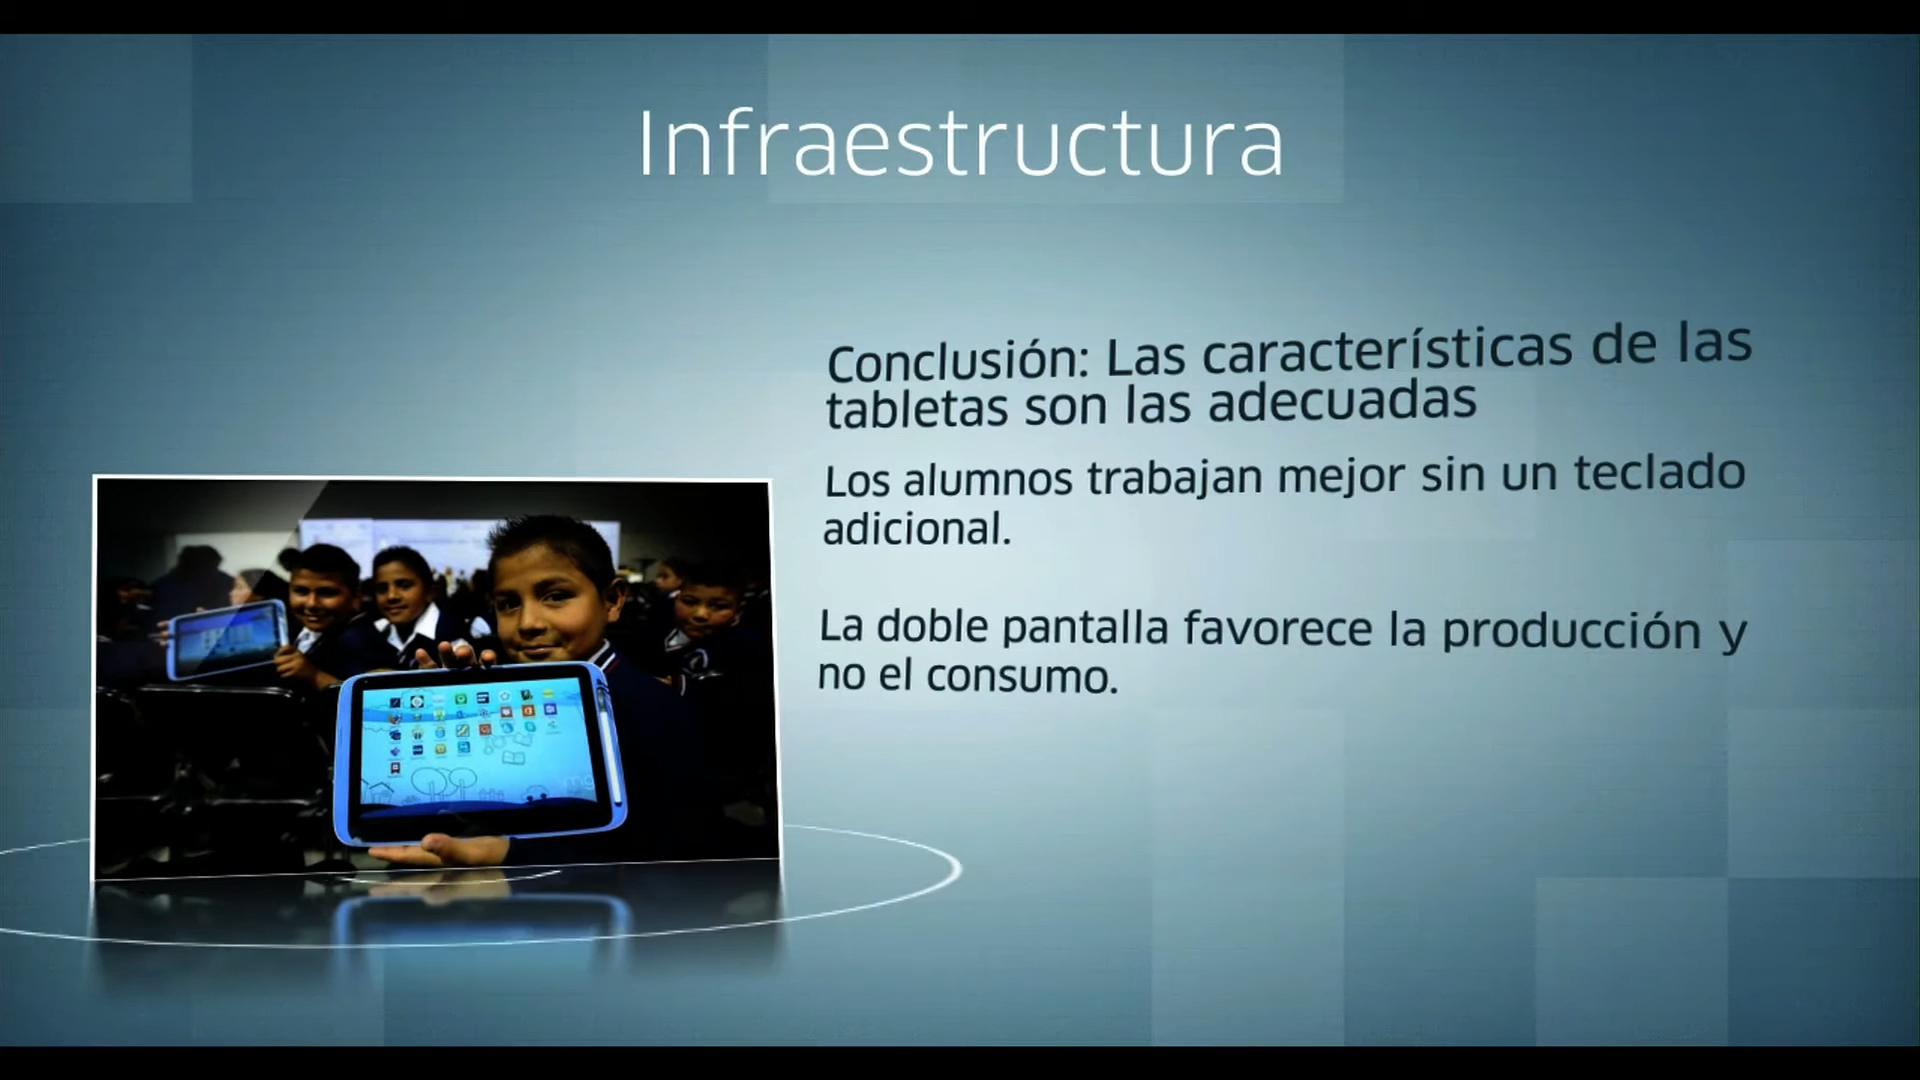 Infraestructura
Conclusión: Las características de las
tabletas son las adecuadas
Los alumnos trabajan mejor sin un teclado
adicional.
La doble pantalla favorece la producción y
no el consumo.